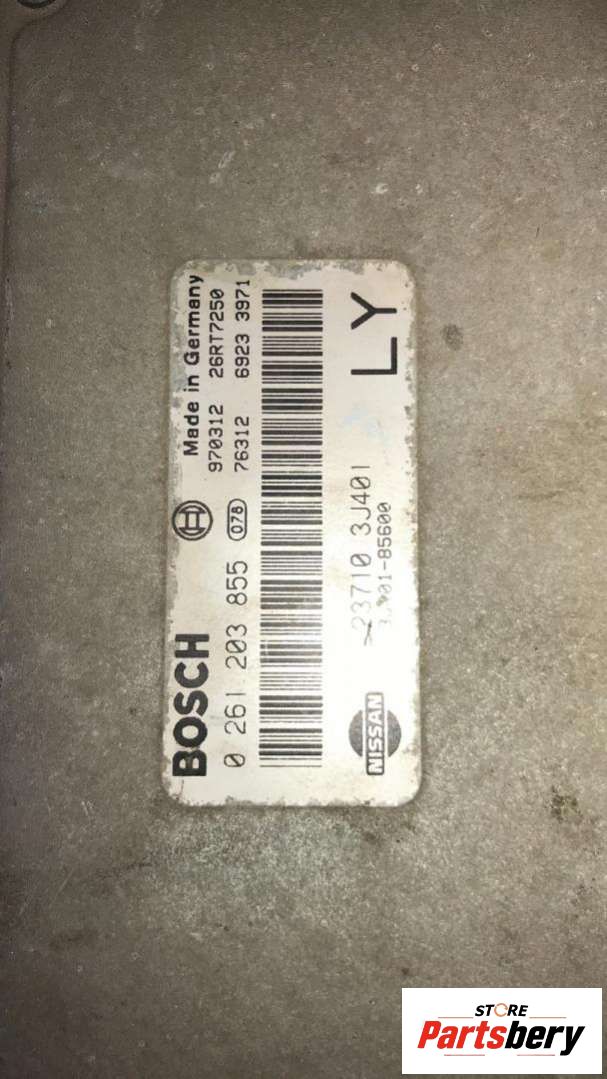 BOSCH
Made in Germany
0 261 203 855
078
970312 26RT7250
76312 6923 3971
NISSAN
23710 3J401
LY
STORE
Partsbery